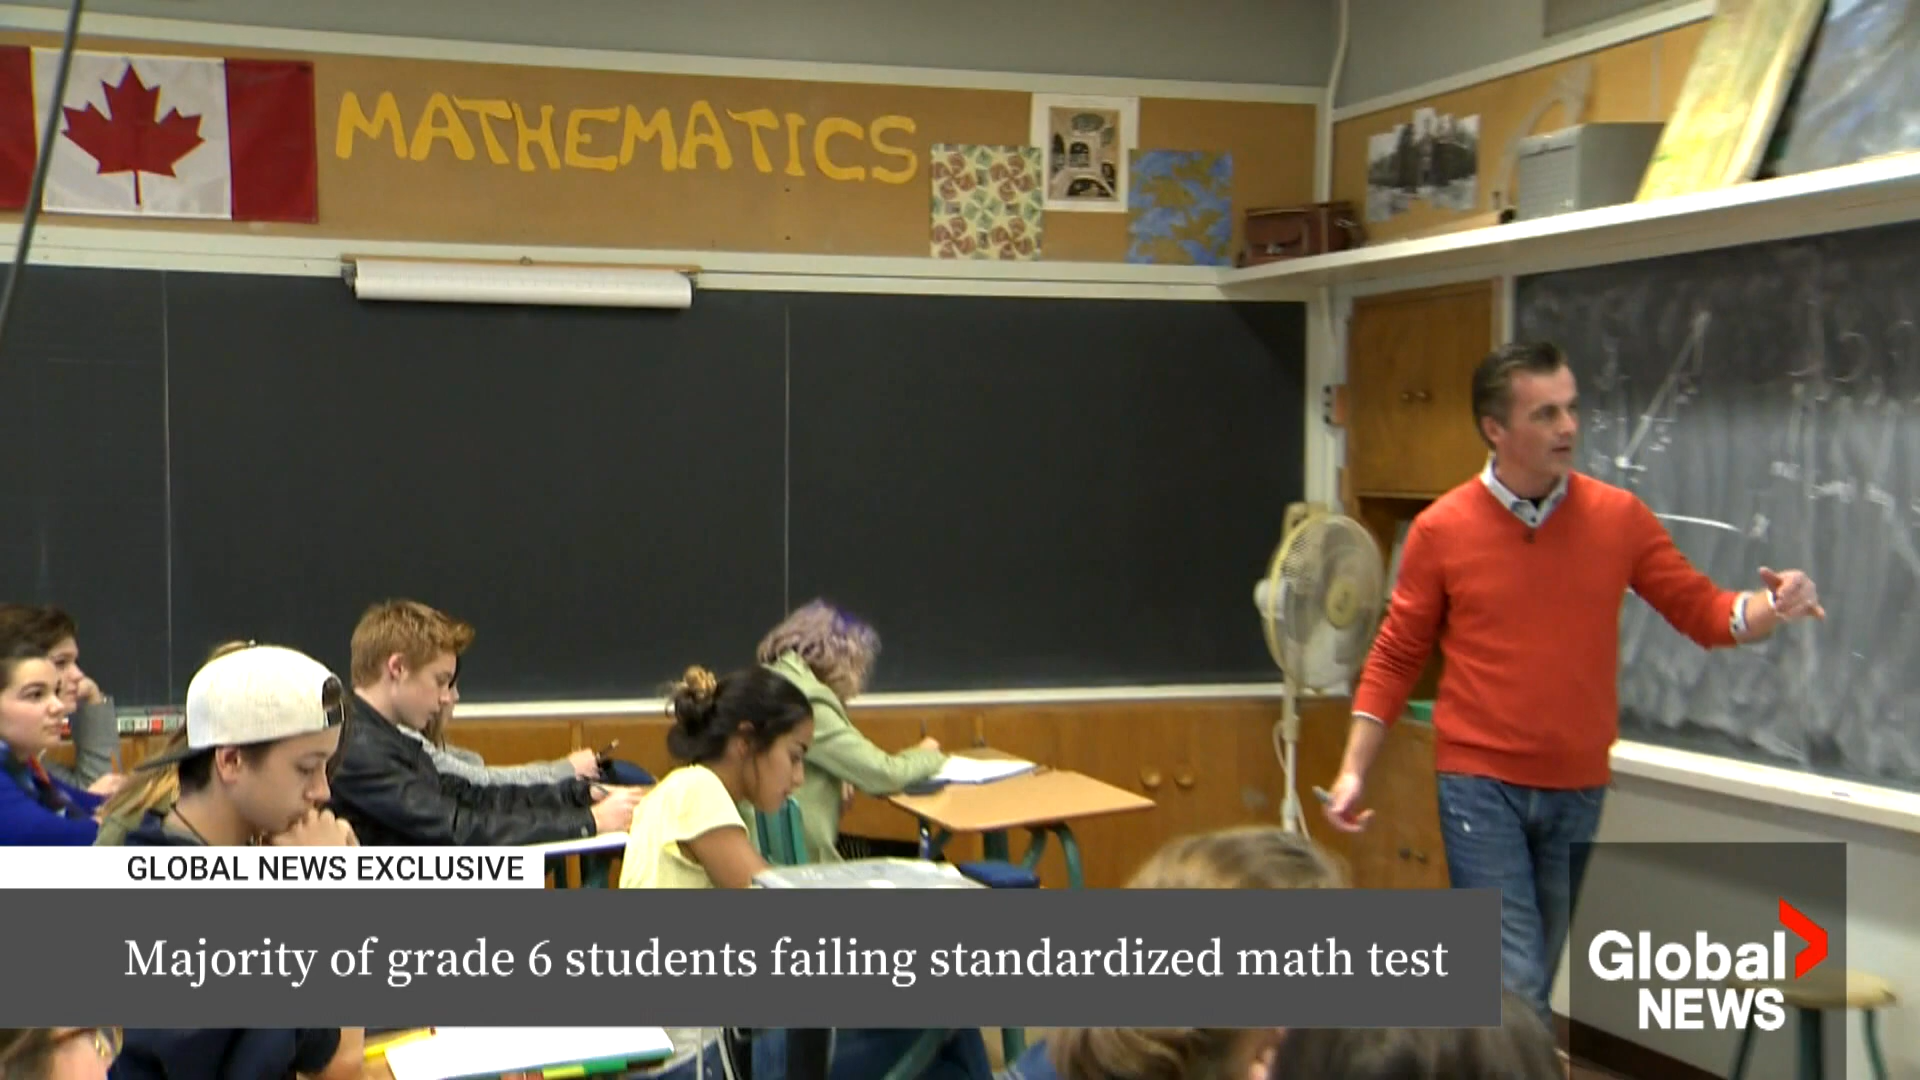 MATHEMATICS
GLOBAL NEWS EXCLUSIVE
Majority of grade 6 students failing standardized math test
Global
NEWS